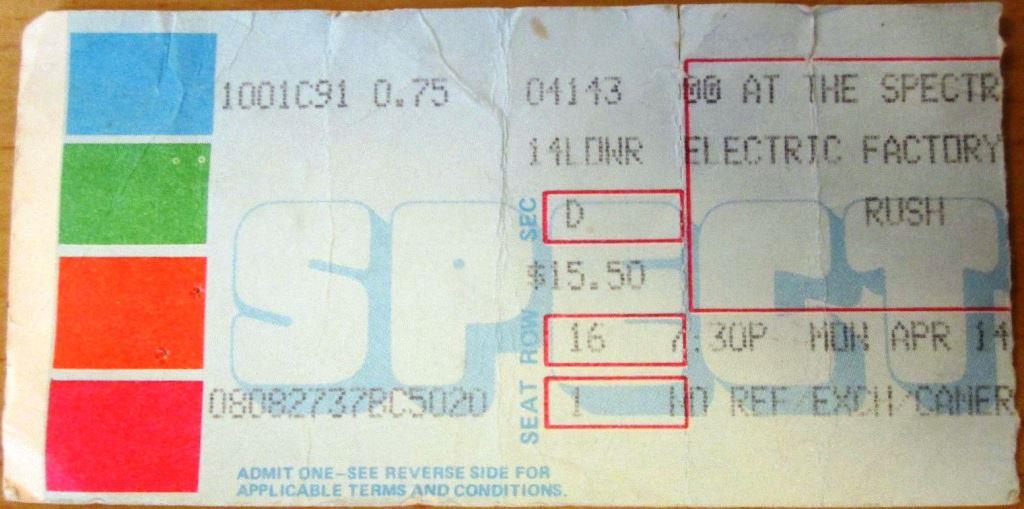 1001C91 0.75 04143 00 AT THE SPECTR
14LOWR ELECTRIC FACTORY
SEC D RUSH
$15.50
ROW 16 7:30P MON APR 14
08082737BC5020 SEAT 1 NO REF/EXCH/CAMER
SPECT
ADMIT ONE—SEE REVERSE SIDE FOR
APPLICABLE TERMS AND CONDITIONS.